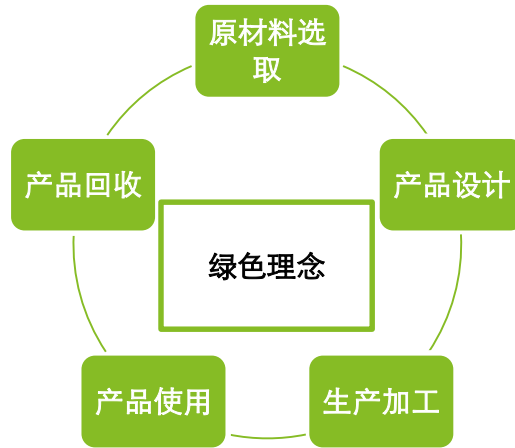 原材料选
取
产品设计
生产加工
产品使用
产品回收
绿色理念